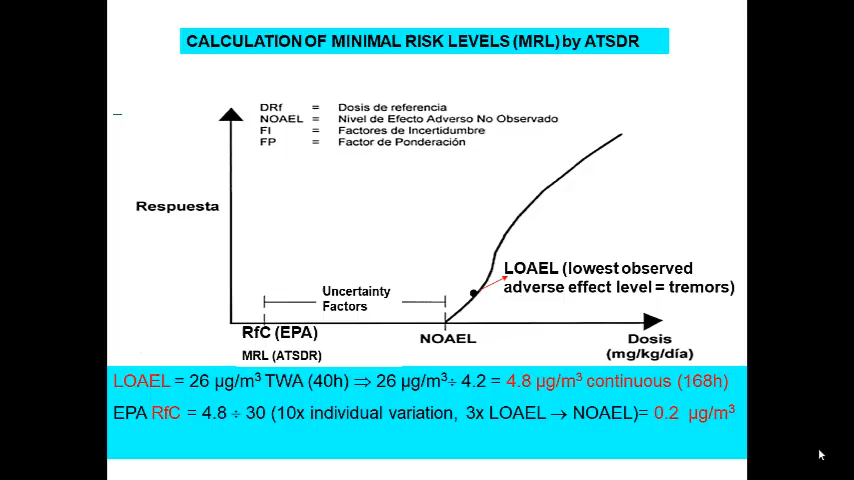 CALCULATION OF MINIMAL RISK LEVELS (MRL) by ATSDR
DRf = Dosis de referencia
NOAEL = Nivel de Efecto Adverso No Observado
FI = Factores de Incertidumbre
FP = Factor de Ponderación
Respuesta
LOAEL (lowest observed
adverse effect level = tremors)
Uncertainty
Factors
RfC (EPA)
MRL (ATSDR)
NOAEL
Dosis
(mg/kg/día)
LOAEL = 26 µg/m³ TWA (40h) ⇒ 26 µg/m³÷ 4.2 = 4.8 µg/m³ continuous (168h)
EPA RfC = 4.8 ÷ 30 (10x individual variation, 3x LOAEL → NOAEL)= 0.2 µg/m³